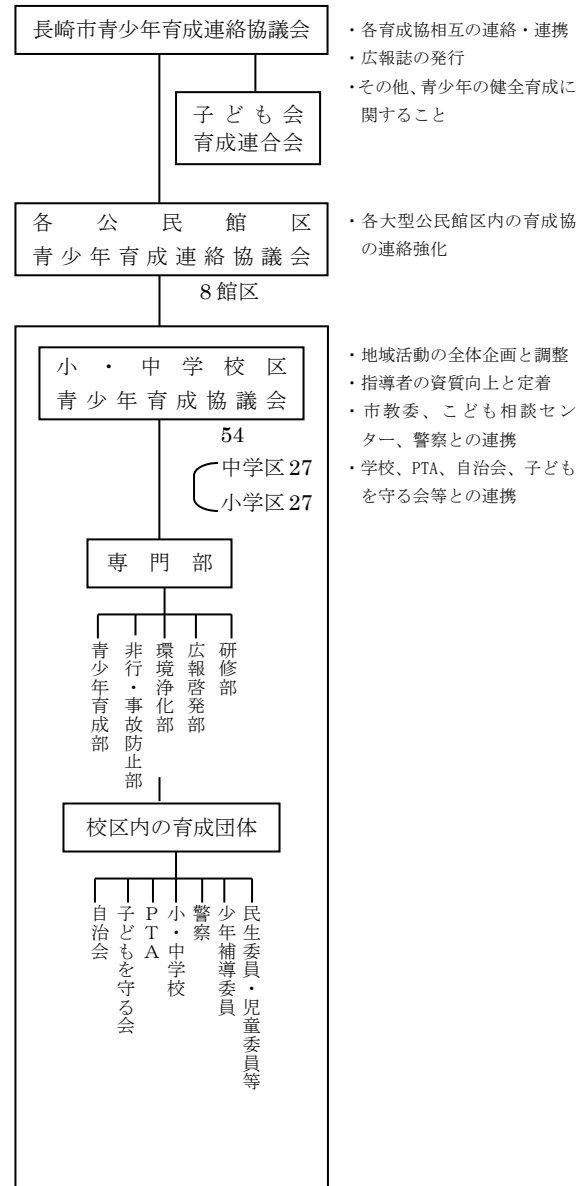 長崎市青少年育成連絡協議会
・各育成協相互の連絡・連携
・広報誌の発行
・その他、青少年の健全育成に
関すること
子ども会
育成連合会
各公民館区
青少年育成連絡協議会
8館区
・各大型公民館区内の育成協
の連絡強化
小・中学校区
青少年育成協議会
54
中学区27
小学区27
・地域活動の全体企画と調整
・指導者の資質向上と定着
・市教委、こども相談セン
ター、警察との連携
・学校、PTA、自治会、子ども
を守る会等との連携
専門部
青少年育成部
非行・事故防止部
環境浄化部
広報啓発部
研修部
校区内の育成団体
自治会
子どもを守る会
PTA
小・中学校
警察
少年補導委員
民生委員・児童委員等